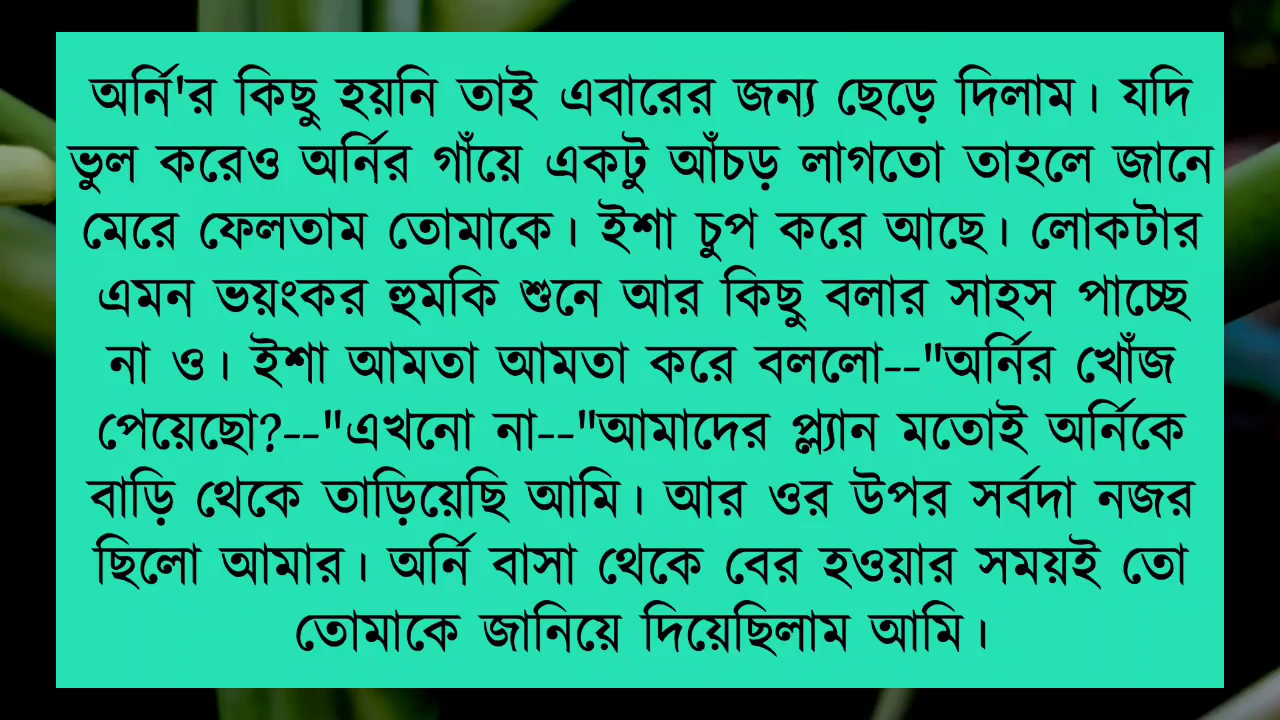 অর্নি'র কিছু হয়নি তাই এবারের জন্য ছেড়ে দিলাম। যদি
ভুল করেও অর্নির গাঁয়ে একটু আঁচড় লাগতো তাহলে জানে
মেরে ফেলতাম তোমাকে। ইশা চুপ করে আছে। লোকটার
এমন ভয়ংকর হুমকি শুনে আর কিছু বলার সাহস পাচ্ছে
না ও। ইশা আমতা আমতা করে বললো--"অর্নির খোঁজ
পেয়েছো?--"এখনো না--"আমাদের প্ল্যান মতোই অর্নিকে
বাড়ি থেকে তাড়িয়েছি আমি। আর ওর উপর সর্বদা নজর
ছিলো আমার। অর্নি বাসা থেকে বের হওয়ার সময়ই তো
তোমাকে জানিয়ে দিয়েছিলাম আমি।